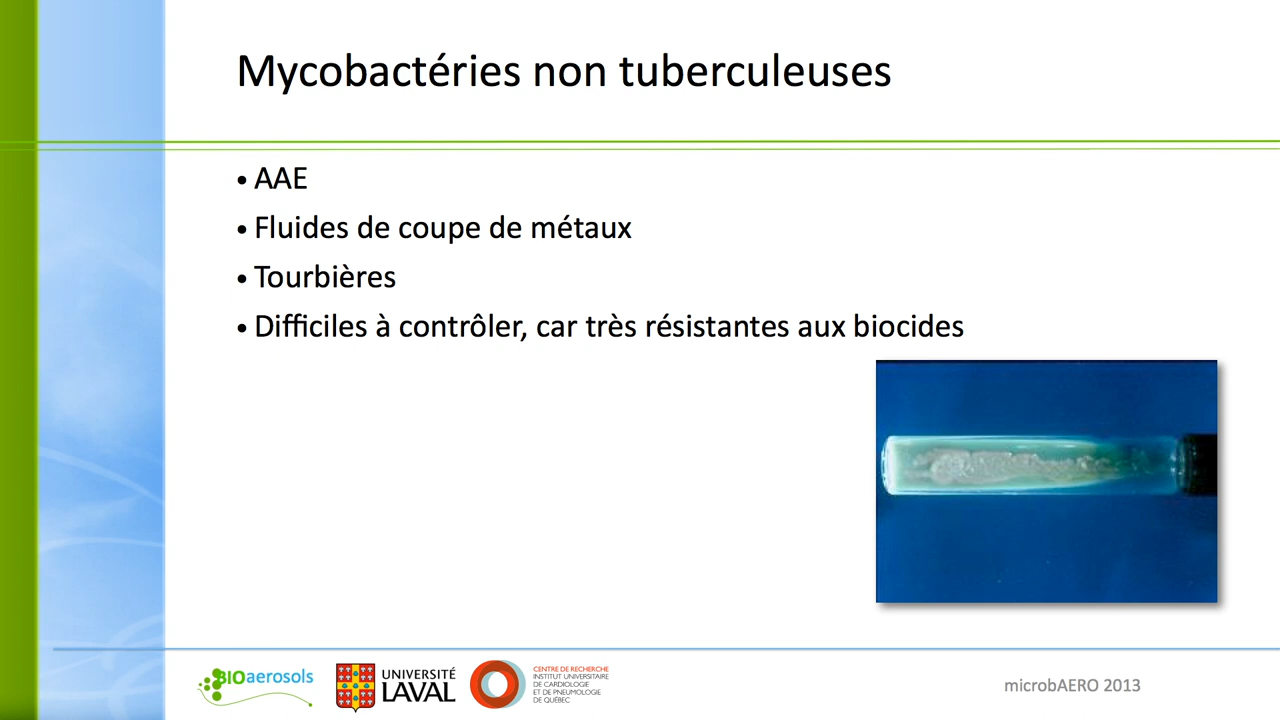 Mycobactéries non tuberculeuses
• AAE
• Fluides de coupe de métaux
• Tourbières
• Difficiles à contrôler, car très résistantes aux biocides
BIOaerosols
UNIVERSITÉ
LAVAL
CENTRE DE RECHERCHE
INSTITUT UNIVERSITAIRE
DE CARDIOLOGIE
ET DE PNEUMOLOGIE
DE QUÉBEC
microbAERO 2013